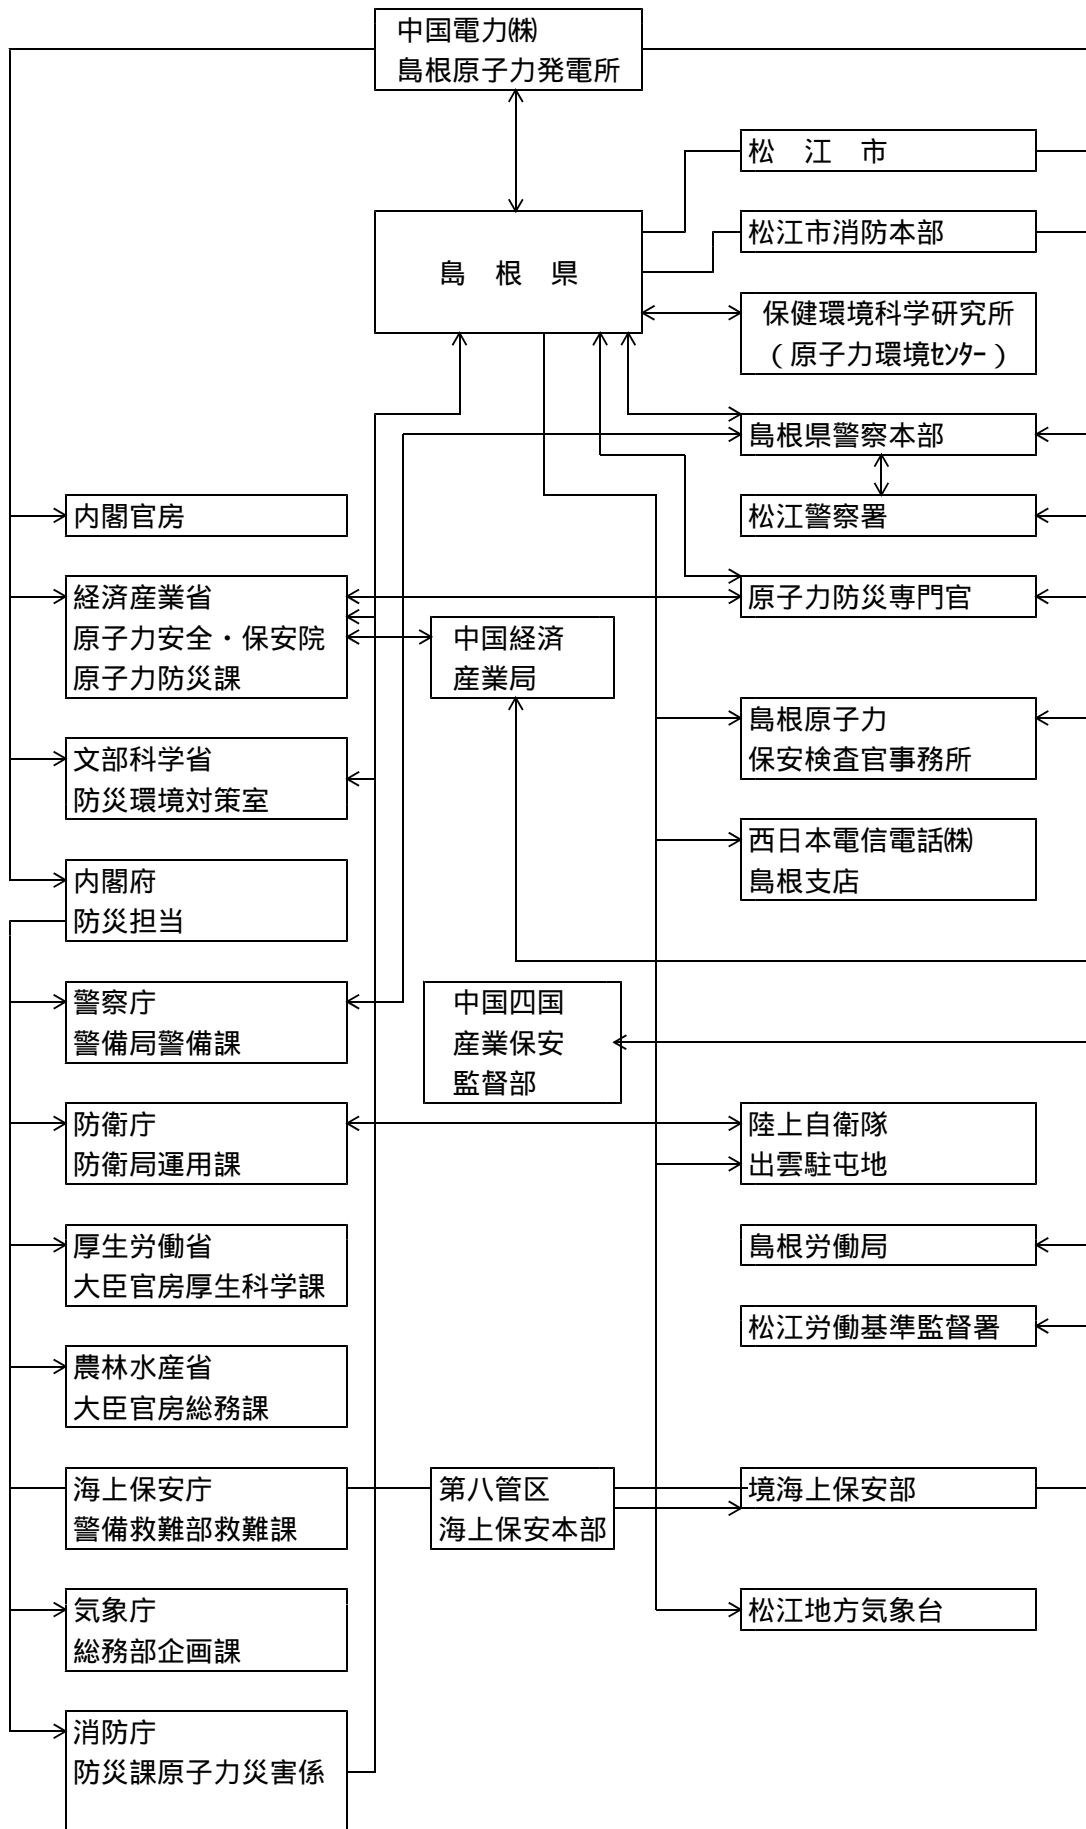 中国電力㈱
島根原子力発電所
松　江　市
松江市消防本部
島　根　県
保健環境科学研究所
（原子力環境ｾﾝﾀｰ）
島根県警察本部
内閣官房
松江警察署
経済産業省
原子力安全・保安院
原子力防災課
原子力防災専門官
中国経済
産業局
島根原子力
保安検査官事務所
文部科学省
防災環境対策室
西日本電信電話㈱
島根支店
内閣府
防災担当
警察庁
警備局警備課
中国四国
産業保安
監督部
防衛庁
防衛局運用課
陸上自衛隊
出雲駐屯地
厚生労働省
大臣官房厚生科学課
島根労働局
松江労働基準監督署
農林水産省
大臣官房総務課
海上保安庁
警備救難部救難課
第八管区
海上保安本部
境海上保安部
気象庁
総務部企画課
松江地方気象台
消防庁
防災課原子力災害係